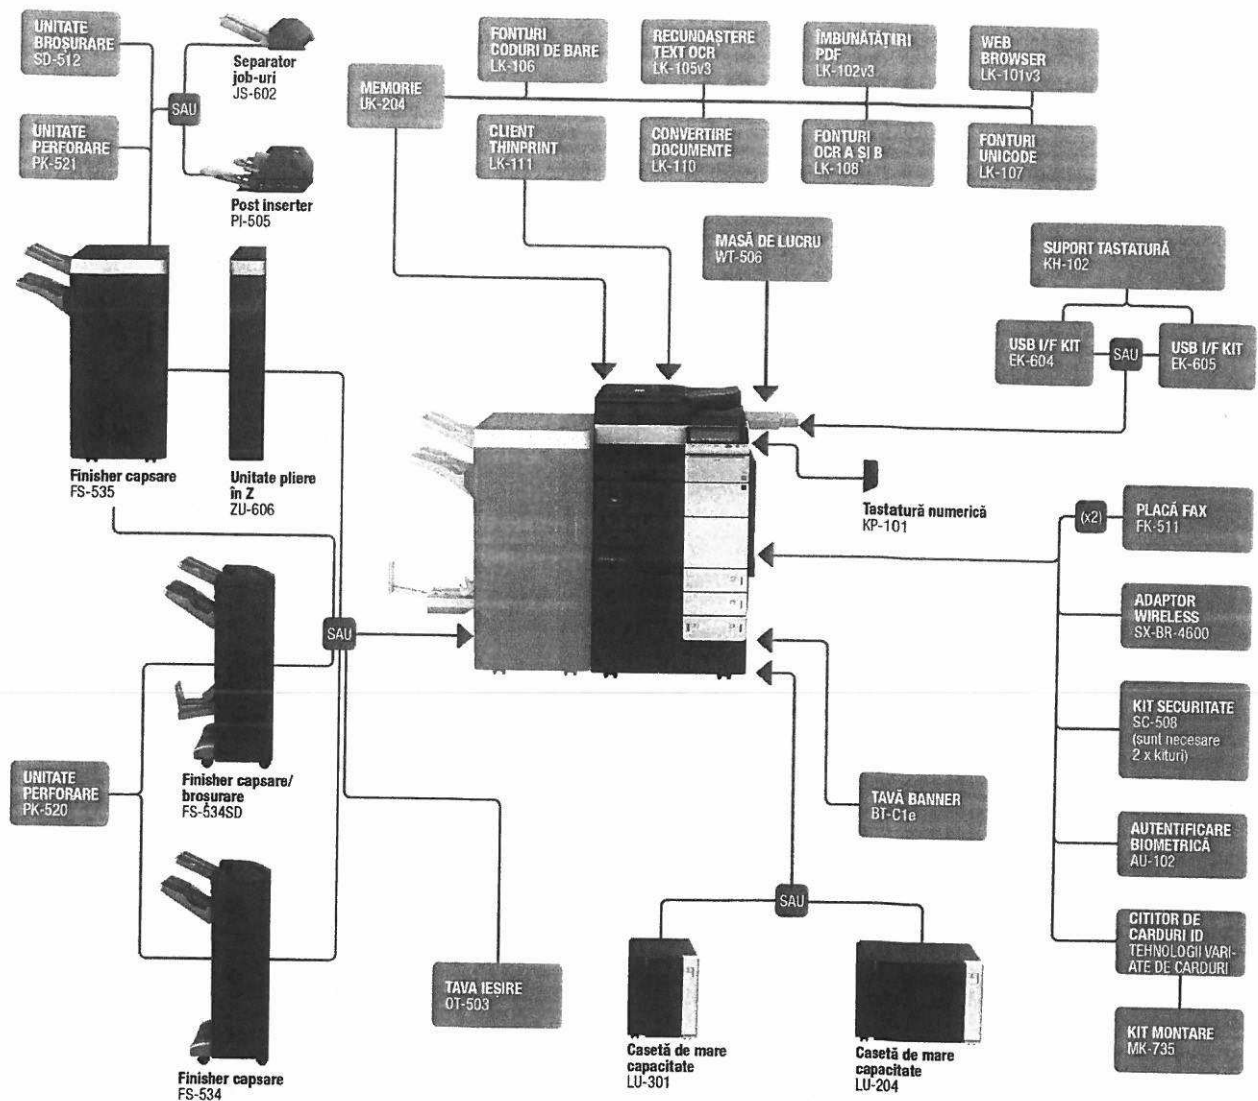 UNITATE
BROȘURARE
SD-512
Separator
job-uri
JS-602
SAU
UNITATE
PERFORARE
PK-521
Post inserter
PI-505
MEMORIE
UK-204
FONTURI
CODURI DE BARE
LK-106
RECUNOAȘTERE
TEXT OCR
LK-105v3
ÎMBUNĂTĂȚIRI
PDF
LK-102v3
WEB
BROWSER
LK-101v3
CLIENT
THINPRINT
LK-111
CONVERTIRE
DOCUMENTE
LK-110
FONTURI
OCR A ȘI B
LK-108
FONTURI
UNICODE
LK-107
MASĂ DE LUCRU
WT-506
SUPORT TASTATURĂ
KH-102
USB I/F KIT
EK-604
SAU
USB I/F KIT
EK-605
Finisher capsare
FS-535
Unitate pliere
în Z
ZU-606
Tastatură numerică
KP-101
(x2)
PLACĂ FAX
FK-511
ADAPTOR
WIRELESS
SX-BR-4600
SAU
KIT SECURITATE
SC-508
(sunt necesare
2 x kituri)
UNITATE
PERFORARE
PK-520
Finisher capsare/
broșurare
FS-534SD
TAVĂ BANNER
BT-C1e
AUTENTIFICARE
BIOMETRICĂ
AU-102
SAU
CITITOR DE
CARDURI ID
TEHNOLOGII VARI-
ATE DE CARDURI
TAVA IEȘIRE
OT-503
KIT MONTARE
MK-735
Finisher capsare
FS-534
Casetă de mare
capacitate
LU-301
Casetă de mare
capacitate
LU-204